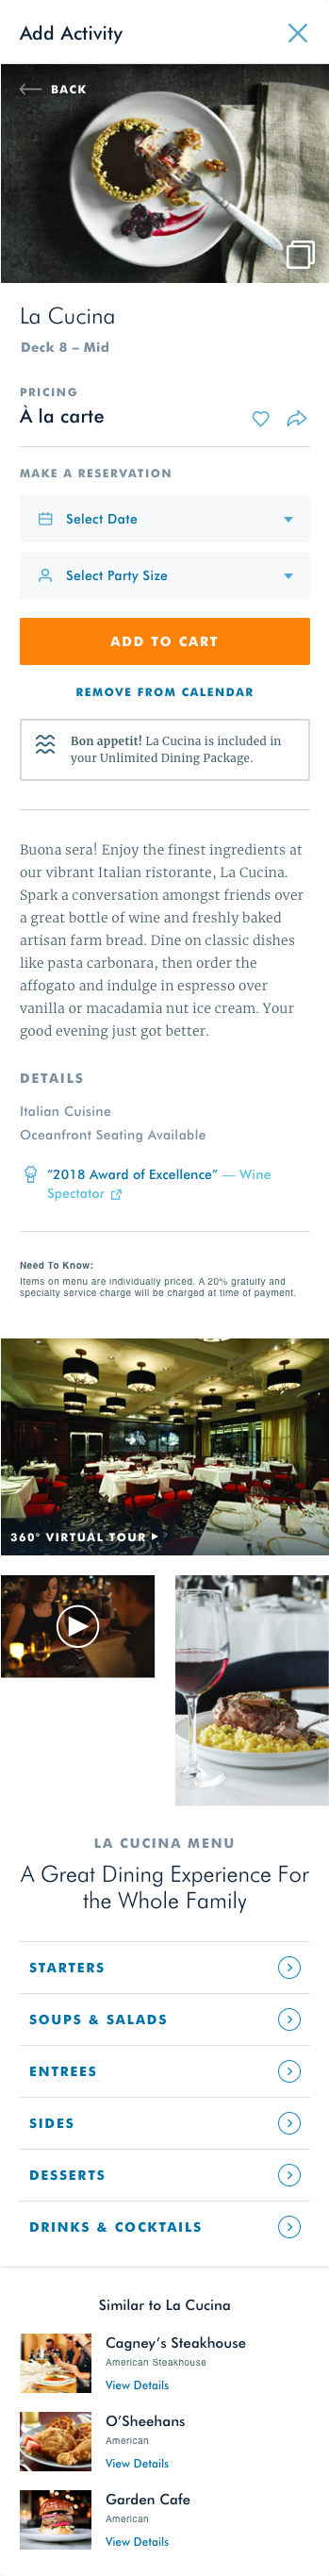 Add Activity
BACK
La Cucina
Deck 8 – Mid
PRICING
À la carte
MAKE A RESERVATION
Select Date
Select Party Size
ADD TO CART
REMOVE FROM CALENDAR
Bon appetit! La Cucina is included in
your Unlimited Dining Package.
Buona sera! Enjoy the finest ingredients at
our vibrant Italian ristorante, La Cucina.
Spark a conversation amongst friends over
a great bottle of wine and freshly baked
artisan farm bread. Dine on classic dishes
like pasta carbonara, then order the
affogato and indulge in espresso over
vanilla or macadamia nut ice cream. Your
good evening just got better.
DETAILS
Italian Cuisine
Oceanfront Seating Available
“2018 Award of Excellence” — Wine
Spectator
Need To Know:
Items on menu are individually priced. A 20% gratuity and
specialty service charge will be charged at time of payment.
360° VIRTUAL TOUR
LA CUCINA MENU
A Great Dining Experience For
the Whole Family
STARTERS
SOUPS & SALADS
ENTREES
SIDES
DESSERTS
DRINKS & COCKTAILS
Similar to La Cucina
Cagney’s Steakhouse
American Steakhouse
View Details
O’Sheehans
American
View Details
Garden Cafe
American
View Details